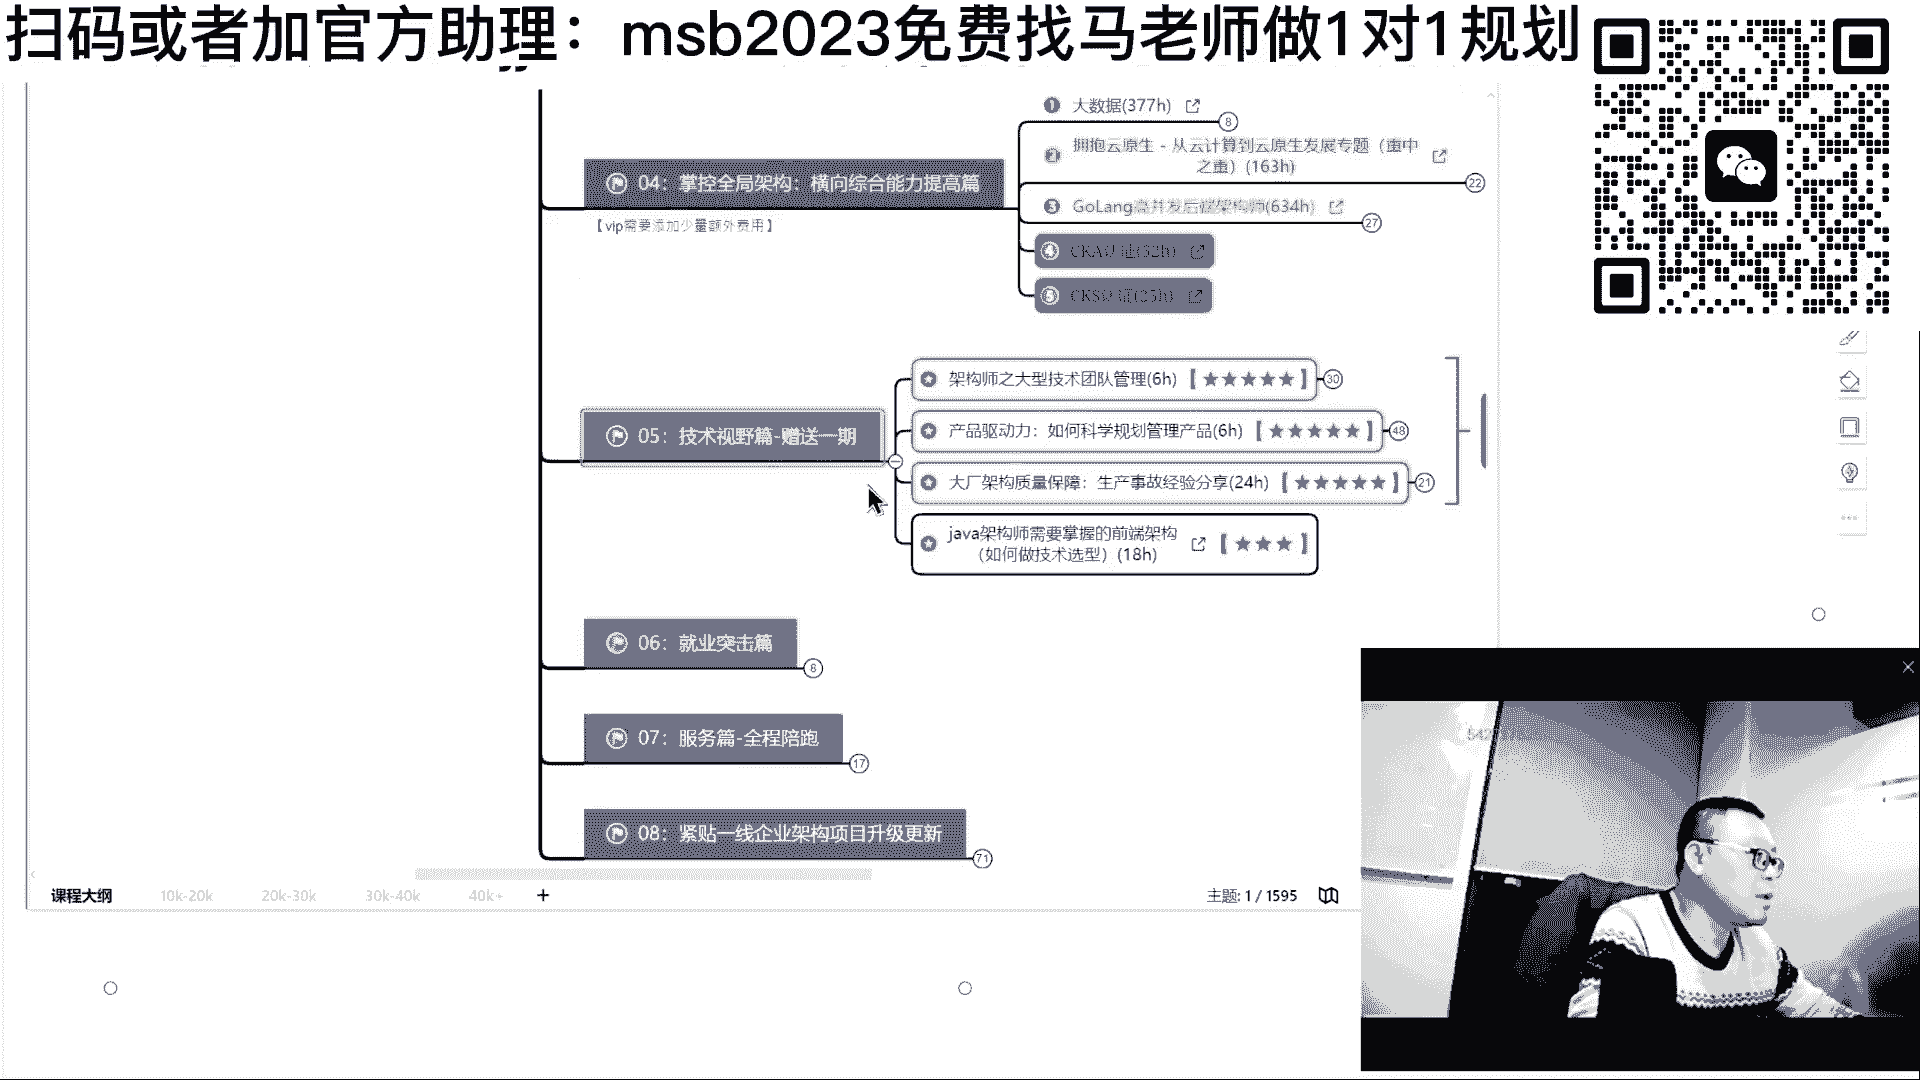 扫码或者加官方助理：msb2023免费找马老师做1对1规划
1 大数据(377h)
8
04：掌控全局架构：横向综合能力提高篇
【vip需要添加少量额外费用】
2 拥抱云原生 - 从云计算到云原生发展专题（重中
之重）(163h)
22
3 GoLang高并发后端架构师(634h)
27
4 CKA认证(32h)
5
05：技术视野篇-赠送一期
架构师之大型技术团队管理(6h) 【★★★★★】
30
产品驱动力：如何科学规划管理产品(6h) 【★★★★★】
48
大厂架构质量保障：生产事故经验分享(24h) 【★★★★★】
21
java架构师需要掌握的前端架构
（如何做技术选型）(18h) 【★★★】
06：就业突击篇
07：服务篇-全程陪跑
17
08：紧贴一线企业架构项目升级更新
71
课程大纲 10k-20k 20k-30k 30k-40k 40k+ +
主题: 1 / 1595